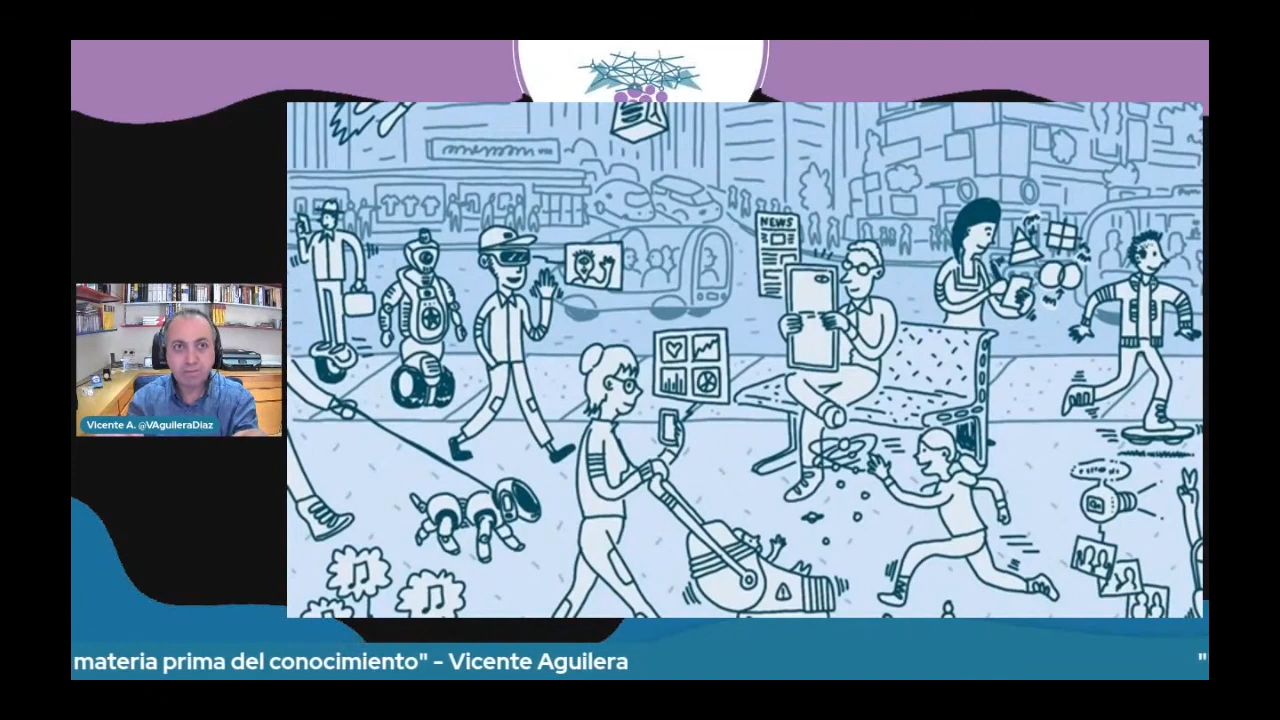 NEWS
Vicente A. @VAguileraDiaz
materia prima del conocimiento" - Vicente Aguilera "